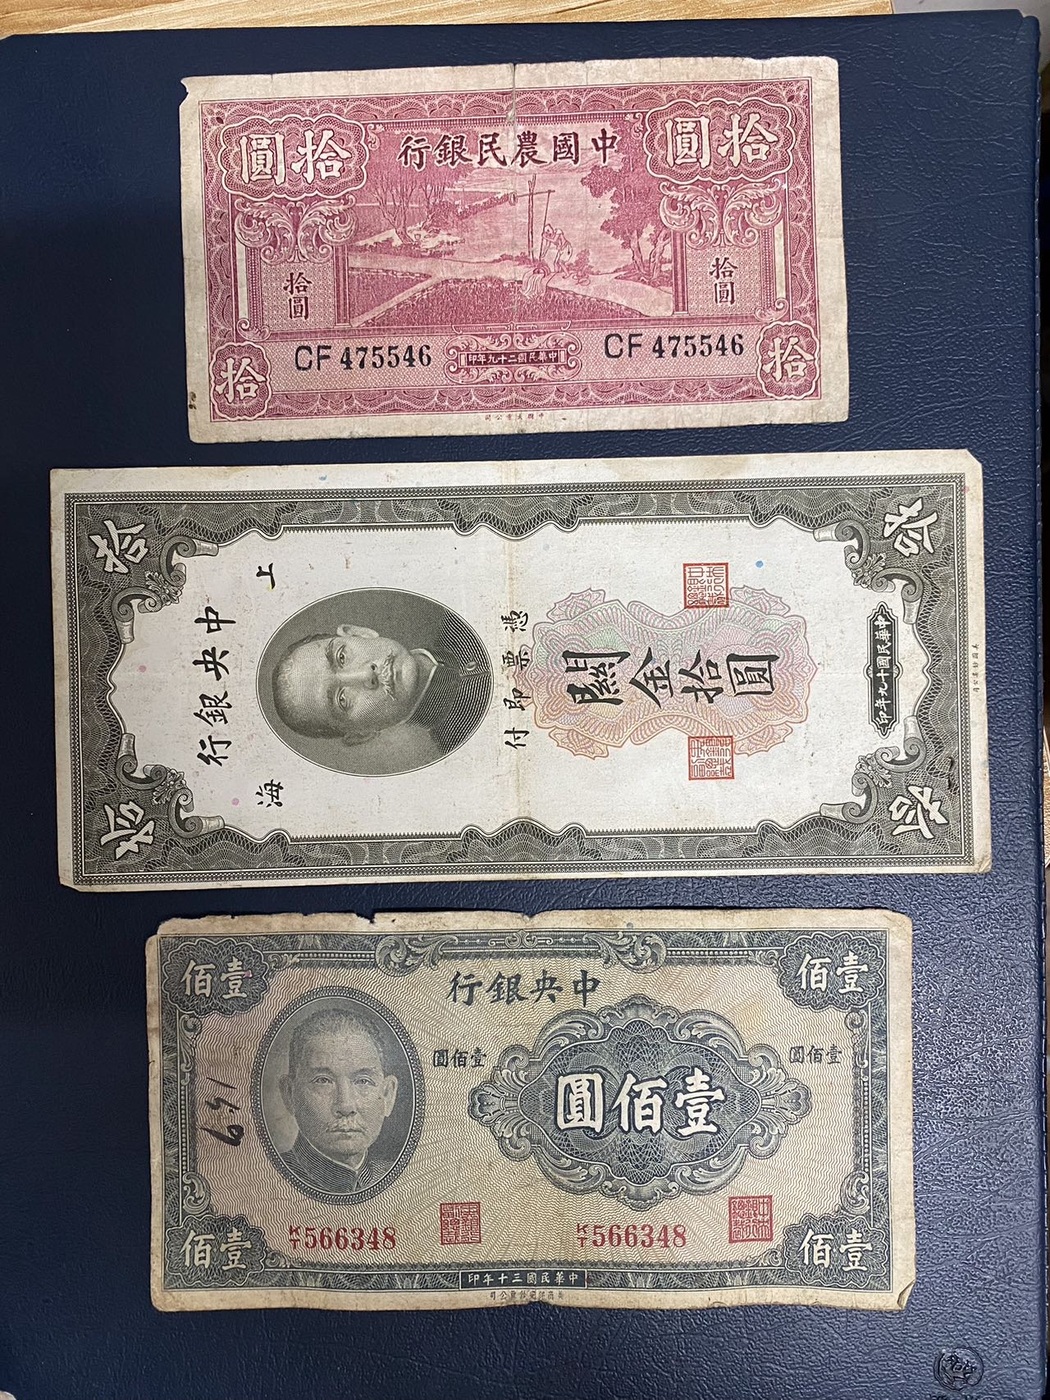 拾圓
中國農民銀行
拾圓
拾圓
拾圓
CF 475546
CF 475546
拾
中華民國二十九年印
拾
拾
拾
中央銀行
上海
憑票即付
關金拾圓
中華民國十九年印
拾
拾
壹佰
中央銀行
壹佰
壹佰圓
壹佰圓
壹佰圓
K/T 566348
K/T 566348
壹佰
中華民國三十年印
壹佰